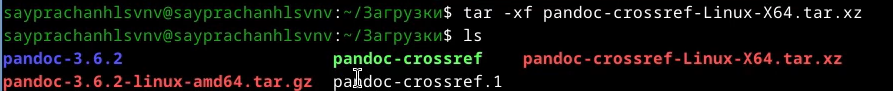 sayprachanhlsvnv@sayprachanhlsvnv:~/Загрузки$ tar -xf pandoc-crossref-Linux-X64.tar.xz
sayprachanhlsvnv@sayprachanhlsvnv:~/Загрузки$ ls
pandoc-3.6.2 pandoc-crossref pandoc-crossref-Linux-X64.tar.xz
pandoc-3.6.2-linux-amd64.tar.gz pandoc-crossref.1